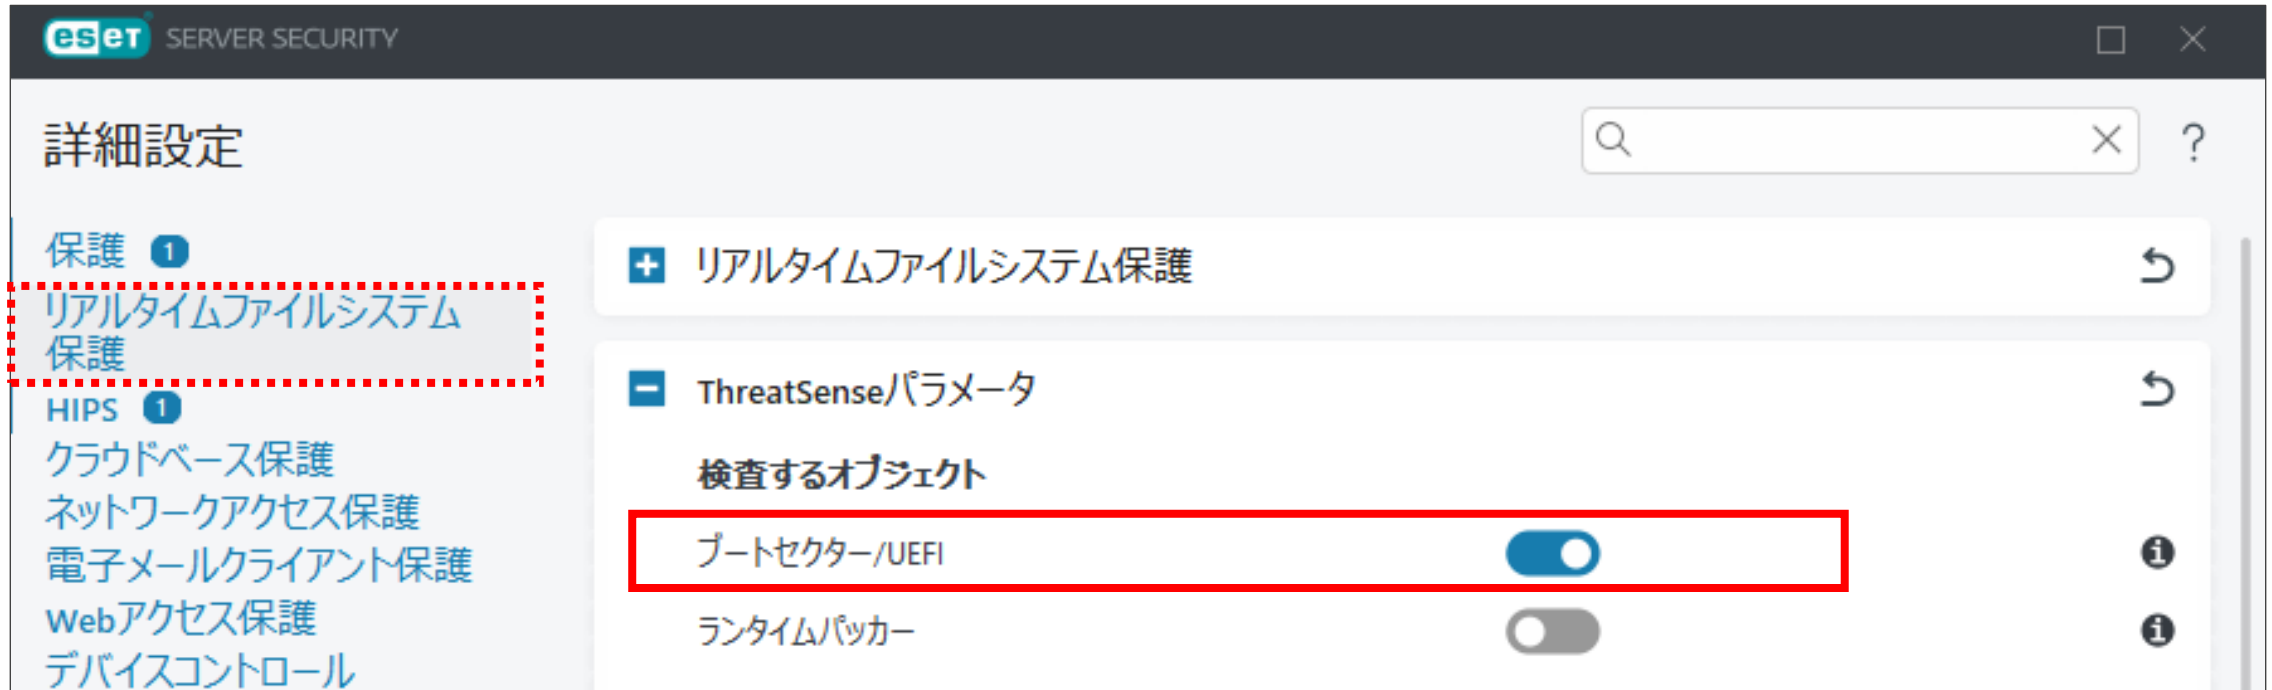 eseT SERVER SECURITY
詳細設定
?
保護 1
リアルタイムファイルシステム
保護
HIPS 1
クラウドベース保護
ネットワークアクセス保護
電子メールクライアント保護
Webアクセス保護
デバイスコントロール
リアルタイムファイルシステム保護
ThreatSenseパラメータ
検査するオブジェクト
ブートセクター/UEFI
ランタイムパッカー